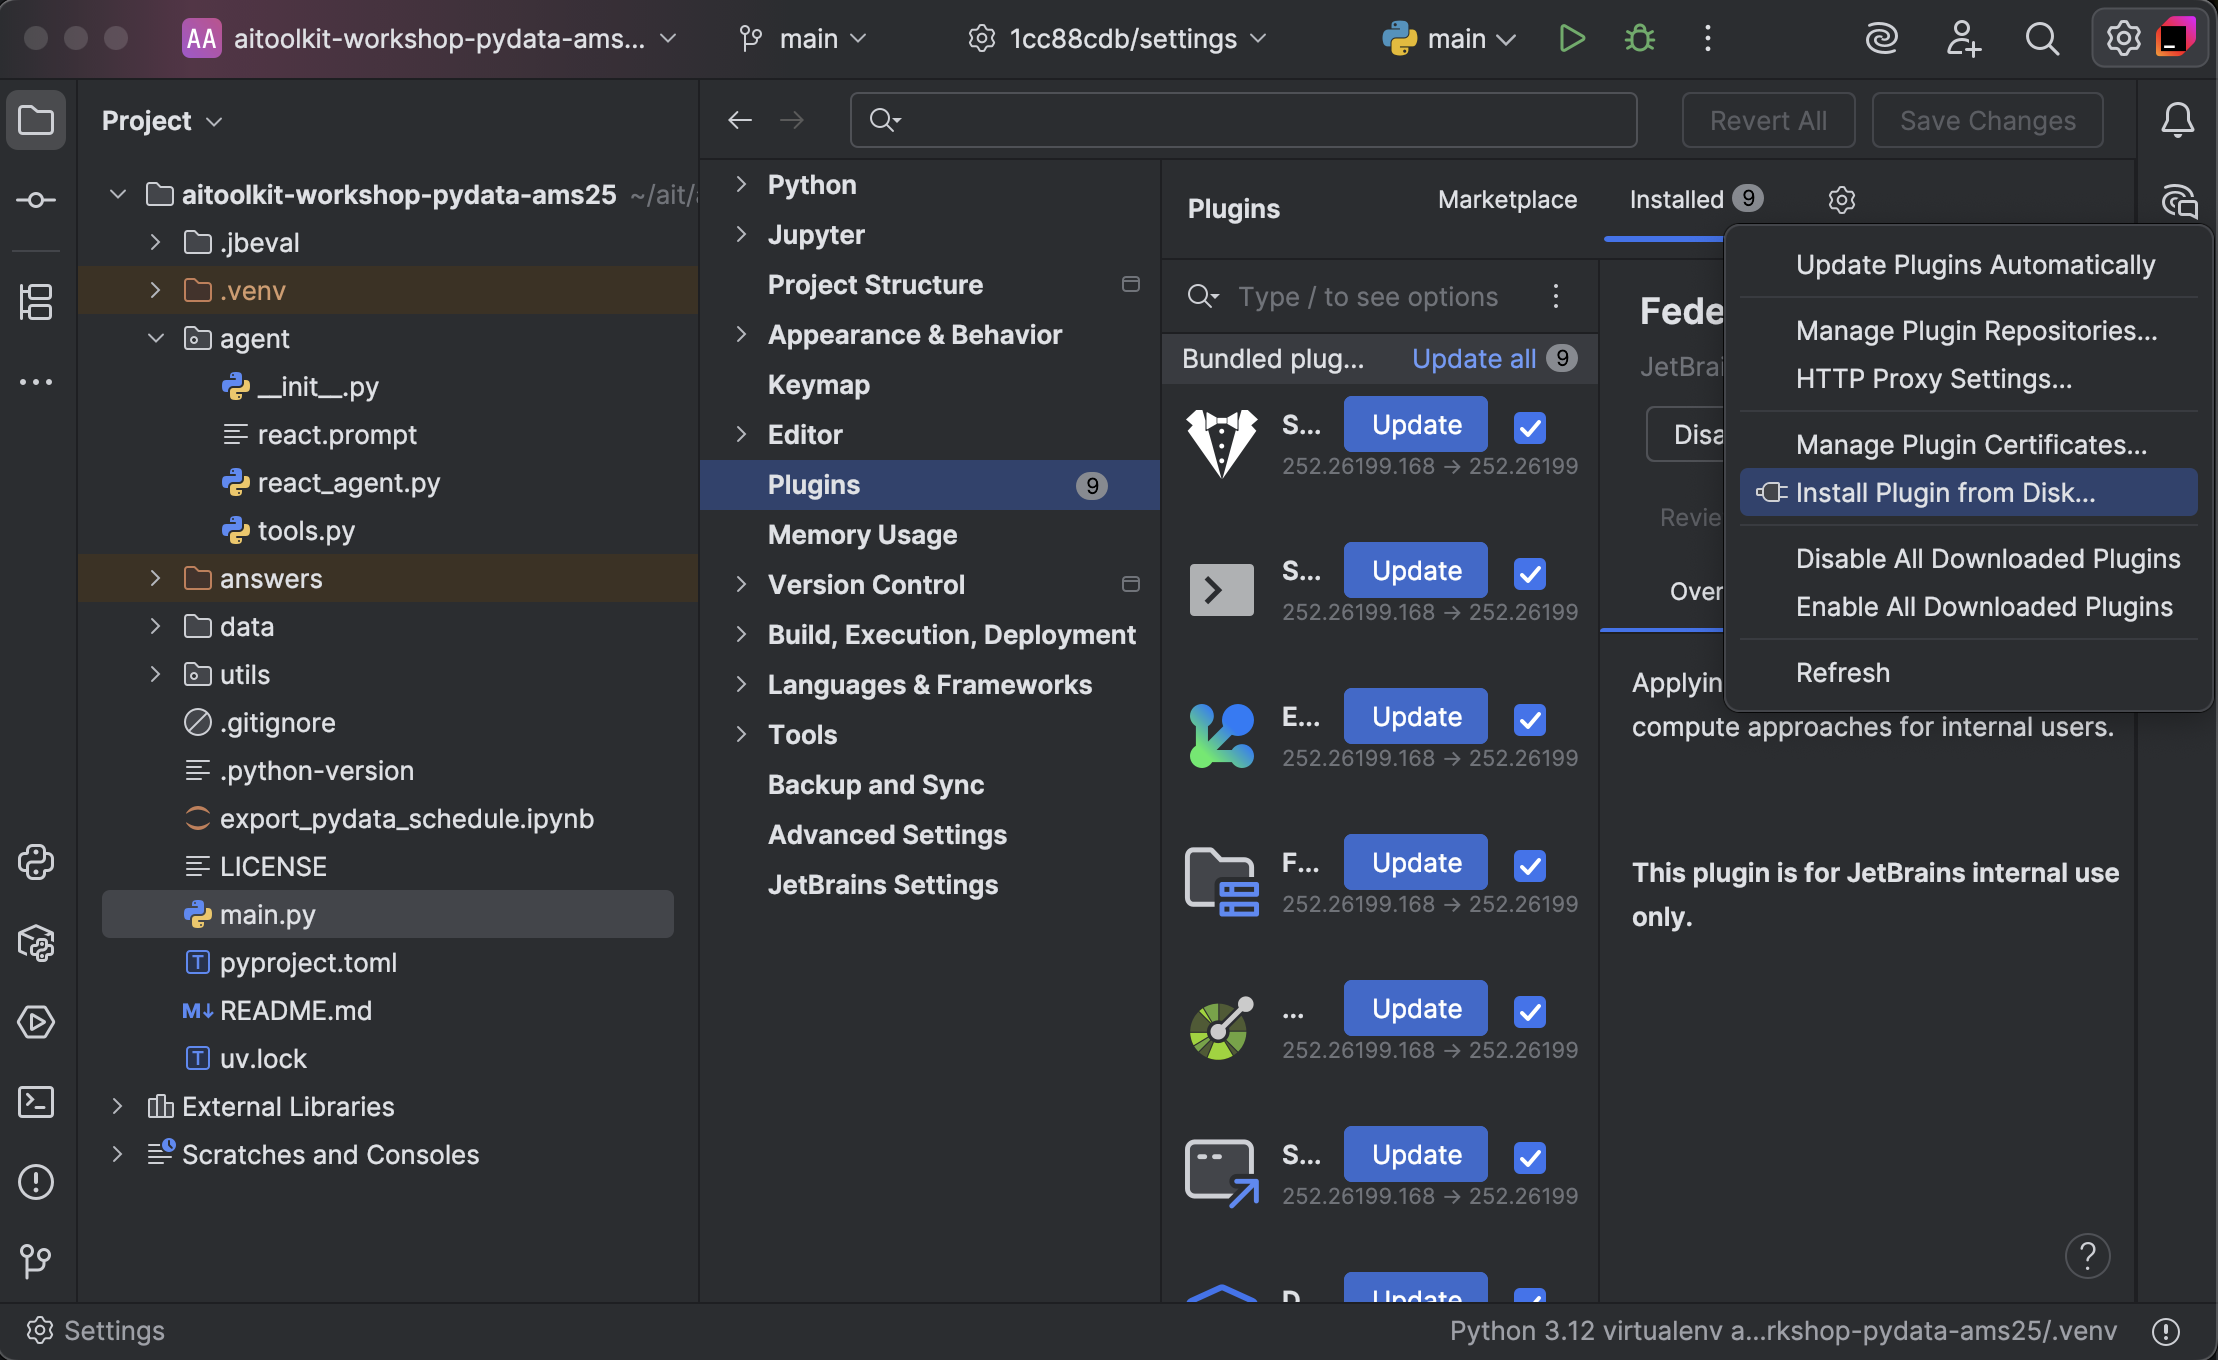 AA aitoolkit-workshop-pydata-ams... main 1cc88cdb/settings main
Project
aitoolkit-workshop-pydata-ams25 ~/ait/
.jbeval
.venv
agent
__init__.py
react.prompt
react_agent.py
tools.py
answers
data
utils
.gitignore
.python-version
export_pydata_schedule.ipynb
LICENSE
main.py
pyproject.toml
README.md
uv.lock
External Libraries
Scratches and Consoles
Revert All Save Changes
Python
Jupyter
Project Structure
Appearance & Behavior
Keymap
Editor
Plugins 9
Memory Usage
Version Control
Build, Execution, Deployment
Languages & Frameworks
Tools
Backup and Sync
Advanced Settings
JetBrains Settings
Plugins Marketplace Installed 9
Type / to see options
Bundled plug... Update all 9
S... Update
252.26199.168 → 252.26199
S... Update
252.26199.168 → 252.26199
E... Update
252.26199.168 → 252.26199
F... Update
252.26199.168 → 252.26199
... Update
252.26199.168 → 252.26199
S... Update
252.26199.168 → 252.26199
D Update
Fede
JetBrai
Disa
Revie
Over
Applyin
compute approaches for internal users.
This plugin is for JetBrains internal use
only.
Update Plugins Automatically
Manage Plugin Repositories...
HTTP Proxy Settings...
Manage Plugin Certificates...
Install Plugin from Disk...
Disable All Downloaded Plugins
Enable All Downloaded Plugins
Refresh
?
Settings Python 3.12 virtualenv a...rkshop-pydata-ams25/.venv